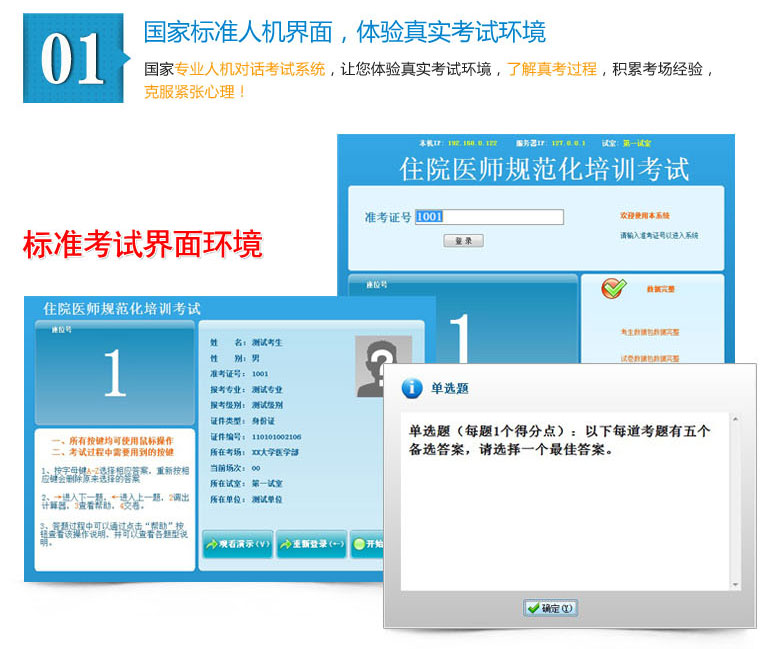 01
国家标准人机界面，体验真实考试环境
国家专业人机对话考试系统，让您体验真实考试环境，了解真考过程，积累考场经验，
克服紧张心理！
标准考试界面环境
本机IP: 192.168.0.122 服务器IP: 127.0.0.1 试室: 第一试室
住院医师规范化培训考试
准考证号 1001
登录
欢迎使用本系统
请输入准考证号以进入系统
座位号
1
数据完整
考生数据包数据完整
试卷数据包数据完整
住院医师规范化培训考试
座位号
1
一、所有按键均可使用鼠标操作
二、考试过程中需要用到的按键
1、按字母键A-Z选择相应答案，重新按相
应键会删除原来选择的答案
2、→进入下一题，←进入上一题，2调出
计算器，3查看帮助，4交卷。
3、答题过程中可以通过点击“帮助”按
钮查看该操作说明，并可以查看各题型说
明。
姓 名: 测试考生
性 别: 男
准考证号: 1001
报考专业: 测试专业
报考级别: 测试级别
证件类型: 身份证
证件编号: 110101002106
所在考场: XX大学医学部
当前场次: 00
所在试室: 第一试室
所在单位: 测试单位
观看演示(V)
重新登录(←)
开始
单选题
单选题（每题1个得分点）：以下每道考题有五个
备选答案，请选择一个最佳答案。
确定(Y)